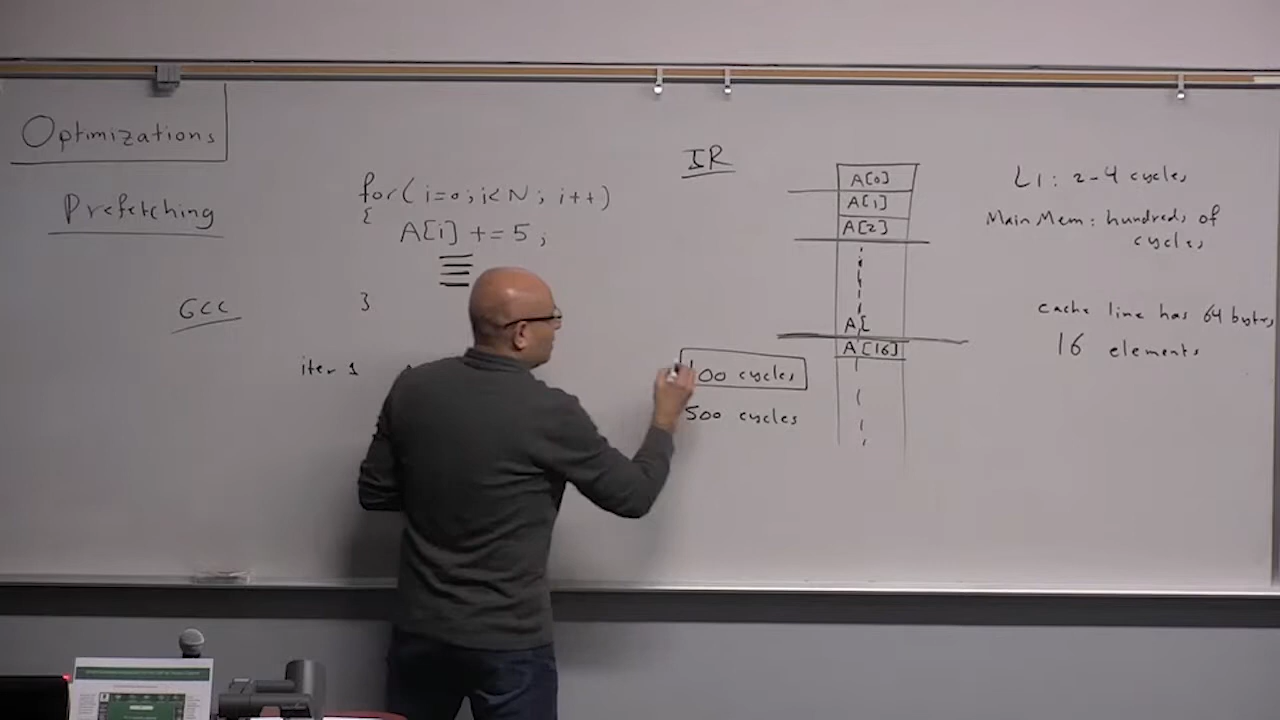 Optimizations
Prefetching
GCC
for( i=0; i<N; i++)
{
A[i] += 5;
}
iter 1
IR
100 cycles
500 cycles
A[0]
A[1]
A[2]
A[
A[16]
L1: 2-4 cycles
Main Mem: hundreds of
cycles
cache line has 64 bytes
16 elements